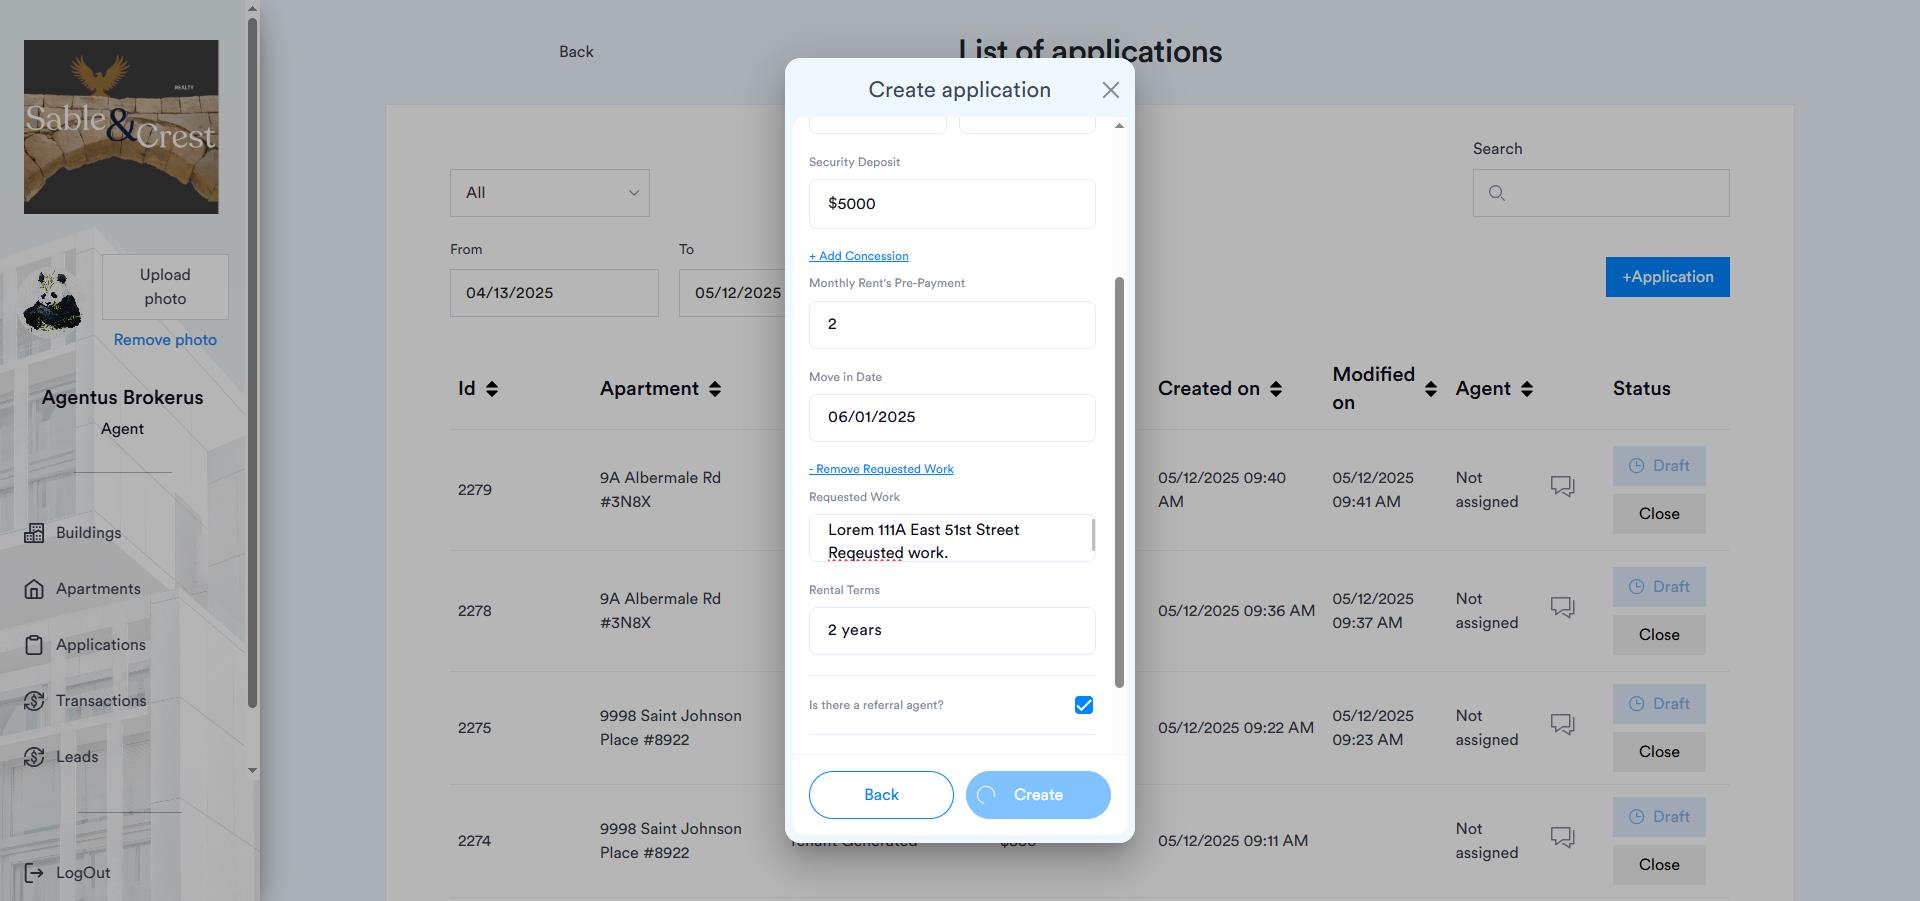 REALTY
Sable & Crest
Upload
photo
Remove photo
Agentus Brokerus
Agent
Buildings
Apartments
Applications
Transactions
Leads
LogOut
Back
List of applications
All
Search
From
To
04/13/2025
05/12/2025
+Application
Id
Apartment
Created on
Modified
on
Agent
Status
2279
9A Albermale Rd
#3N8X
05/12/2025 09:40
AM
05/12/2025
09:41 AM
Not
assigned
Draft
Close
2278
9A Albermale Rd
#3N8X
05/12/2025 09:36 AM
05/12/2025
09:37 AM
Not
assigned
Draft
Close
2275
9998 Saint Johnson
Place #8922
05/12/2025 09:22 AM
05/12/2025
09:23 AM
Not
assigned
Draft
Close
2274
9998 Saint Johnson
Place #8922
Tenant Generated
05/12/2025 09:11 AM
Not
assigned
Draft
Close
Create application
Security Deposit
$5000
+ Add Concession
Monthly Rent's Pre-Payment
2
Move in Date
06/01/2025
- Remove Requested Work
Requested Work
Lorem 111A East 51st Street
Reqeusted work.
Rental Terms
2 years
Is there a referral agent?
Back
Create